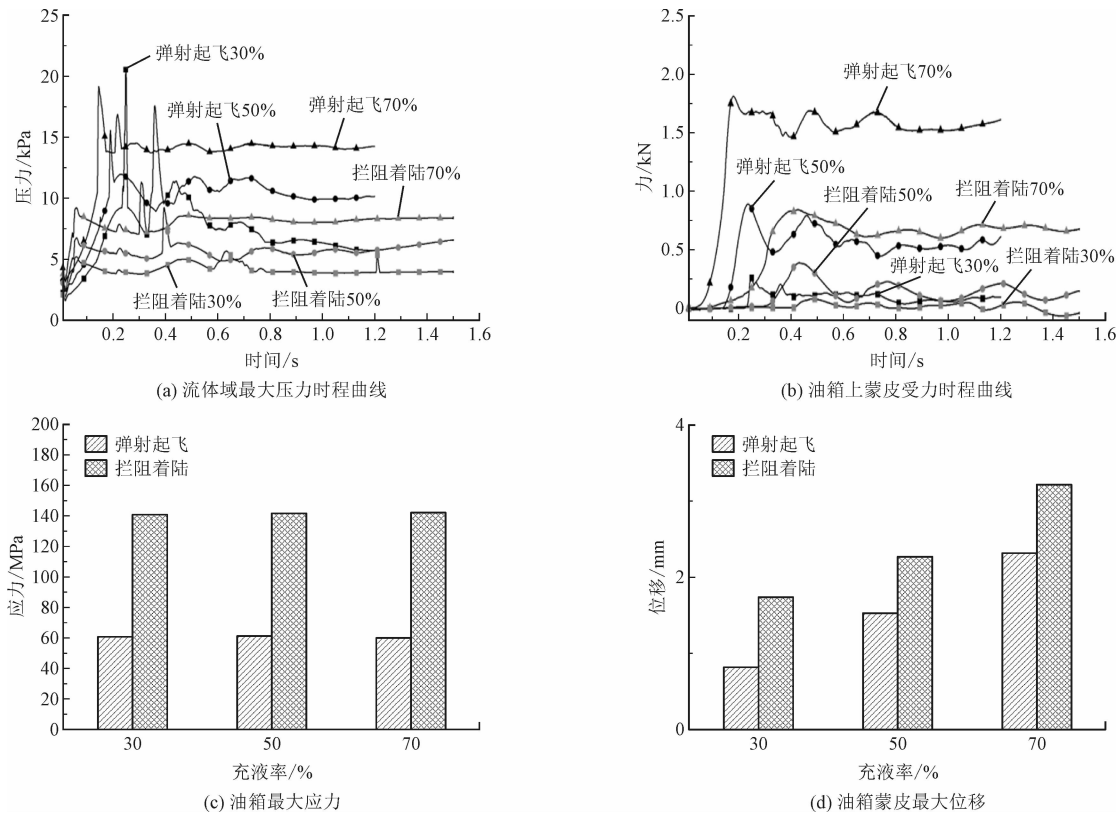 25
20
15
10
5
0
压力/kPa
弹射起飞30%
弹射起飞50%
弹射起飞70%
拦阻着陆70%
拦阻着陆30%
拦阻着陆50%
0.2 0.4 0.6 0.8 1.0 1.2 1.4 1.6
时间/s
(a) 流体域最大压力时程曲线
2.5
2.0
1.5
1.0
0.5
0
力/kN
弹射起飞70%
弹射起飞50%
拦阻着陆50%
拦阻着陆70%
弹射起飞30%
拦阻着陆30%
0.2 0.4 0.6 0.8 1.0 1.2 1.4 1.6
时间/s
(b) 油箱上蒙皮受力时程曲线
200
180
160
140
120
100
80
60
40
20
0
应力/MPa
弹射起飞
拦阻着陆
30 50 70
充液率/%
(c) 油箱最大应力
4
2
0
位移/mm
弹射起飞
拦阻着陆
30 50 70
充液率/%
(d) 油箱蒙皮最大位移